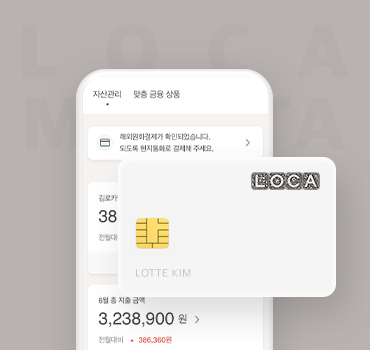 LOCA
자산관리 맞춤 금융 상품
해외원화결제가 확인되었습니다.
되도록 현지통화로 결제해 주세요.
LOCA
38
전월대비
LOTTE KIM
6월 총 지출 금액
3,238,900 원
전월대비 386,360원